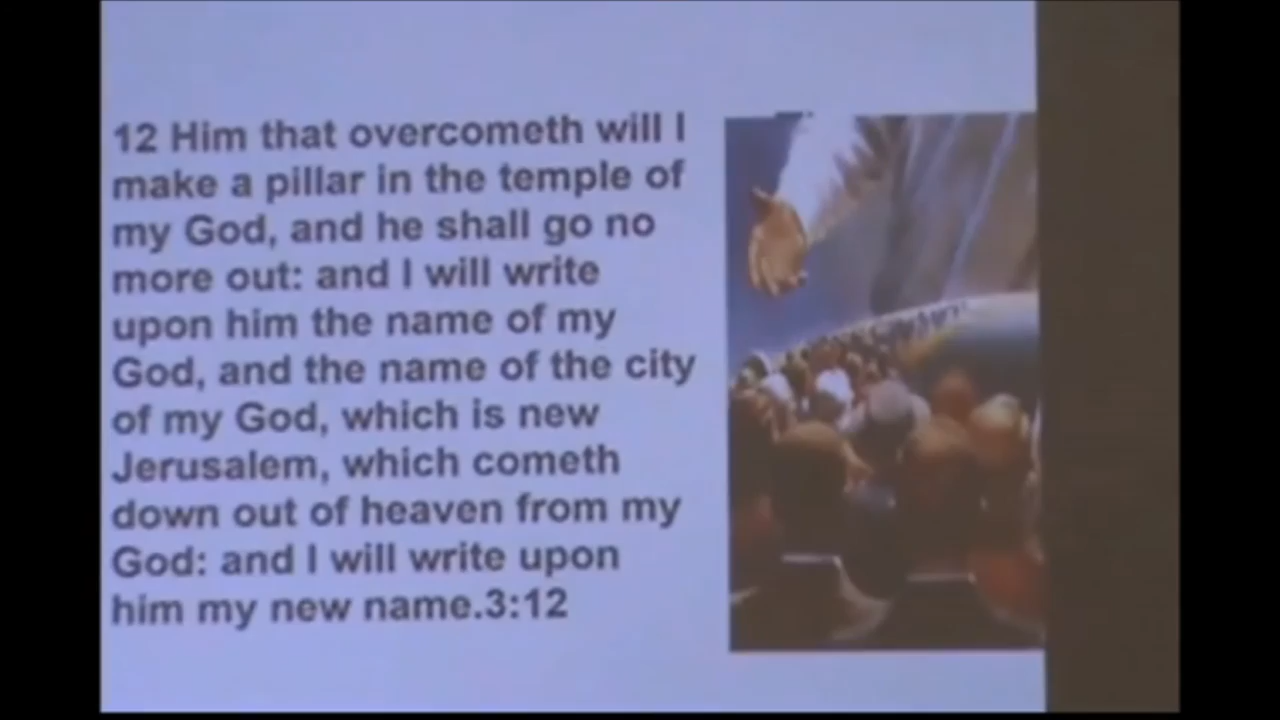 12 Him that overcometh will I
make a pillar in the temple of
my God, and he shall go no
more out: and I will write
upon him the name of my
God, and the name of the city
of my God, which is new
Jerusalem, which cometh
down out of heaven from my
God: and I will write upon
him my new name.3:12